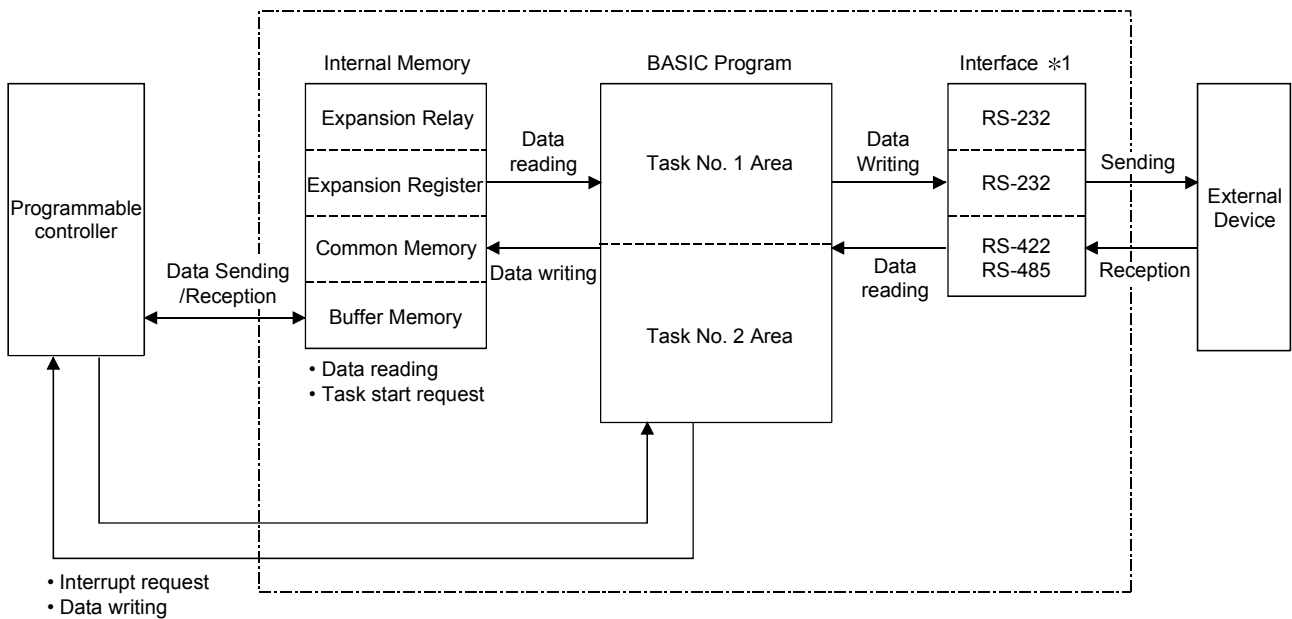 Internal Memory
BASIC Program
Interface *1
Programmable
controller
Data Sending
/Reception
Expansion Relay
Expansion Register
Common Memory
Buffer Memory
• Data reading
• Task start request
Data
reading
Data writing
Task No. 1 Area
Task No. 2 Area
Data
Writing
Data
reading
RS-232
RS-232
RS-422
RS-485
Sending
Reception
External
Device
• Interrupt request
• Data writing